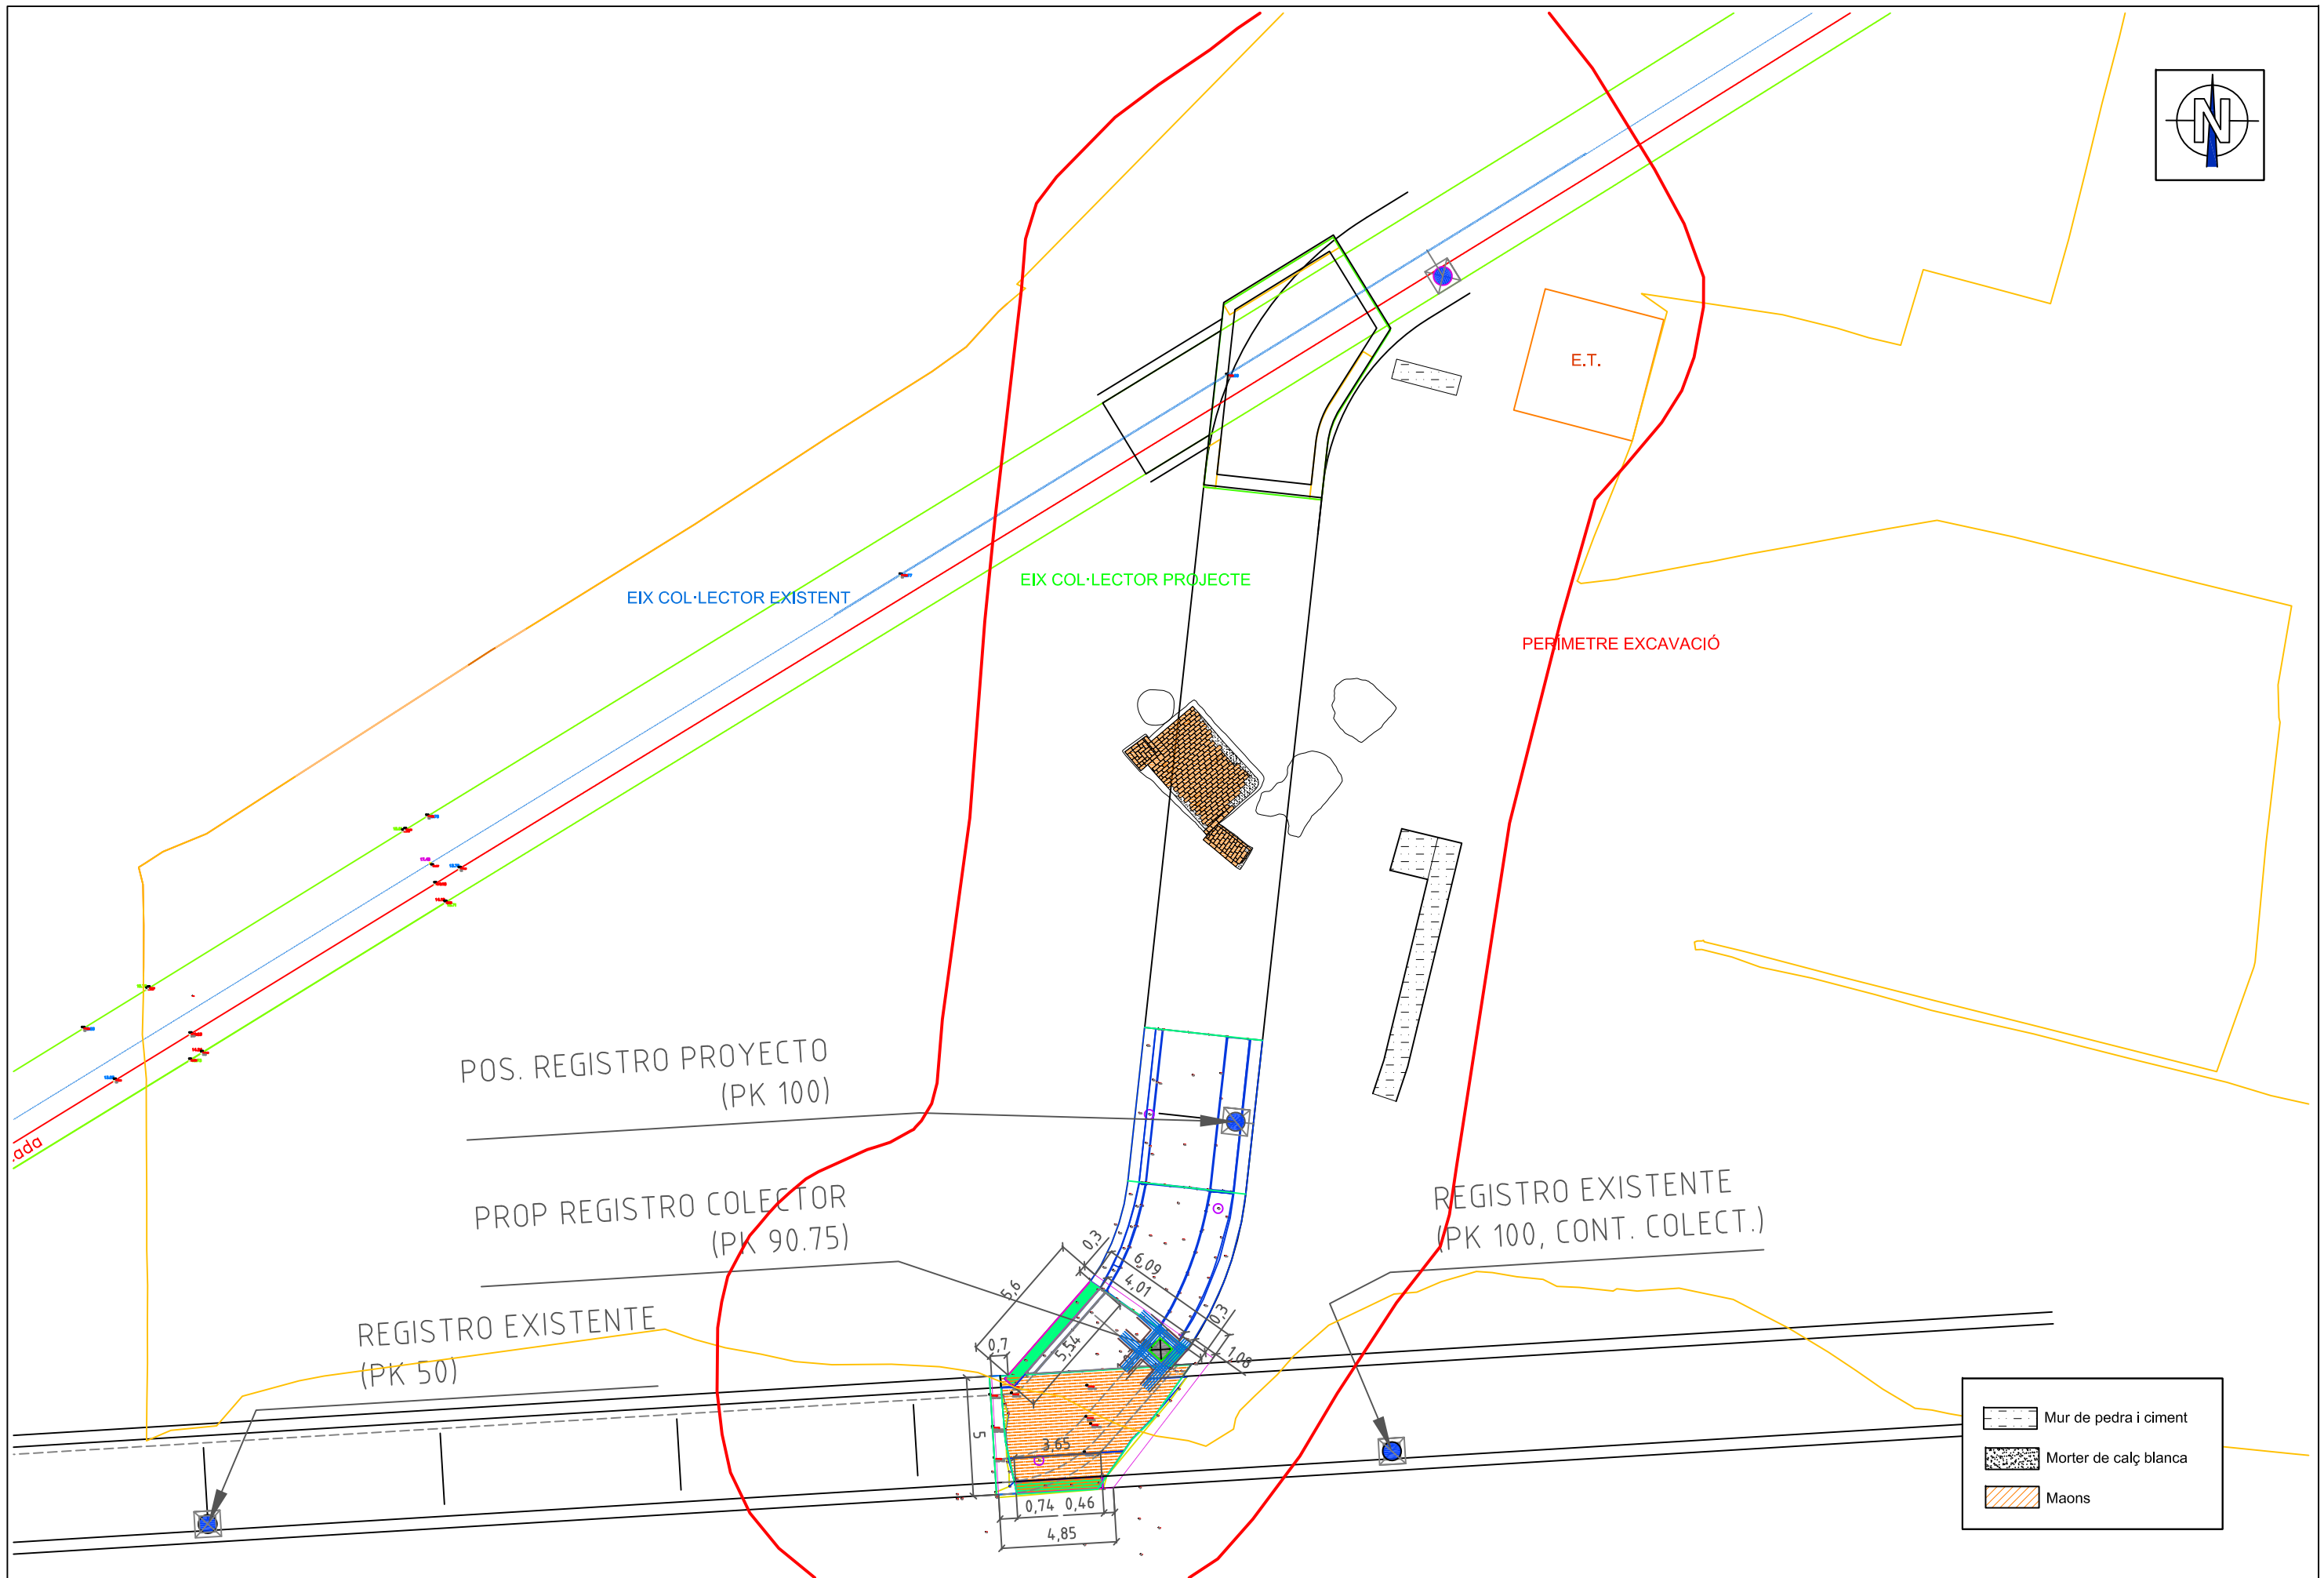 N
E.T.
EIX COL·LECTOR PROJECTE
EIX COL·LECTOR EXISTENT
PERÍMETRE EXCAVACIÓ
POS. REGISTRO PROYECTO
(PK 100)
ada
PROP REGISTRO COLECTOR
(PK 90.75)
REGISTRO EXISTENTE
(PK 100, CONT. COLECT.)
REGISTRO EXISTENTE
(PK 50)
0,3
6,09
4,01
5,6
0,3
0,7
5,54
1,08
5
3,65
0,74
0,46
4,85
Mur de pedra i ciment
Morter de calç blanca
Maons